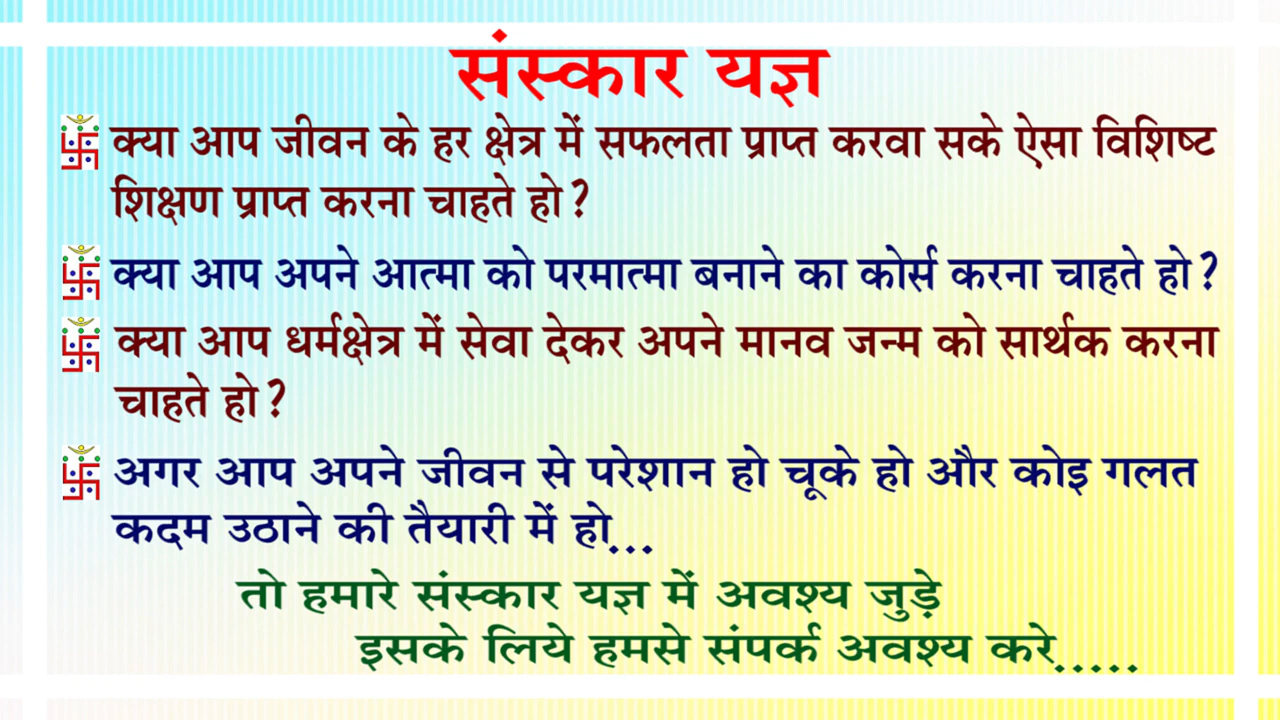 संस्कार यज्ञ
क्या आप जीवन के हर क्षेत्र में सफलता प्राप्त करवा सके ऐसा विशिष्ट
शिक्षण प्राप्त करना चाहते हो?
क्या आप अपने आत्मा को परमात्मा बनाने का कोर्स करना चाहते हो?
क्या आप धर्मक्षेत्र में सेवा देकर अपने मानव जन्म को सार्थक करना
चाहते हो?
अगर आप अपने जीवन से परेशान हो चूके हो और कोइ गलत
कदम उठाने की तैयारी में हो...
तो हमारे संस्कार यज्ञ में अवश्य जुड़े
इसके लिये हमसे संपर्क अवश्य करे.....